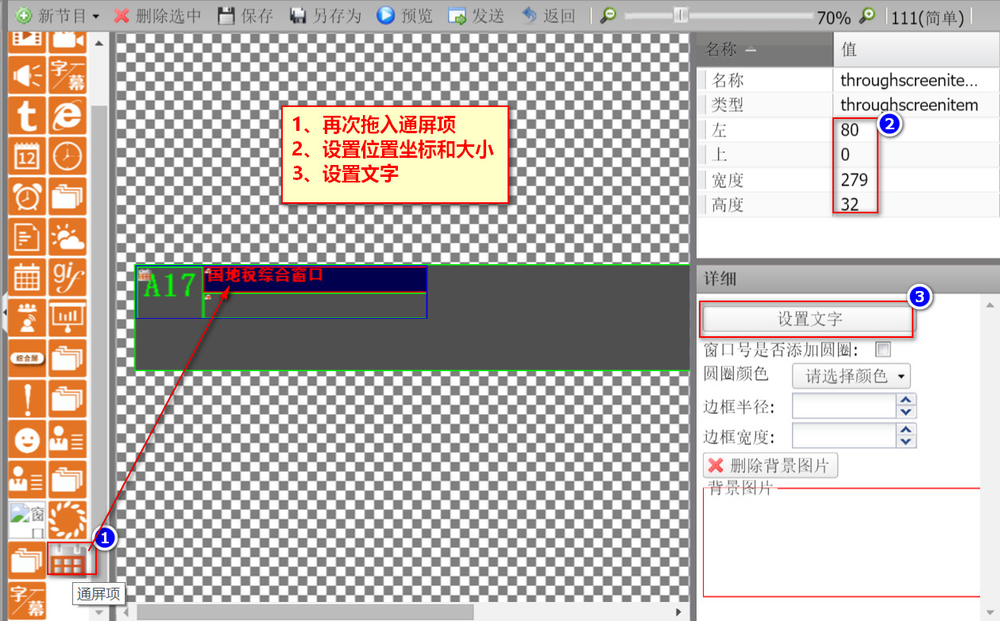 新节目 删除选中 保存 另存为 预览 发送 返回 70% 111(简单)
名称 值
名称 throughscreenite...
类型 throughscreenitem
左 80
上 0
宽度 279
高度 32
2
1、再次拖入通屏项
2、设置位置坐标和大小
3、设置文字
字幕
t e
12
gif
综合屏
!
窗口
1
通屏项
字幕
A17
国地税综合窗口
详细
3
设置文字
窗口号是否添加圆圈:
圆圈颜色 请选择颜色
边框半径:
边框宽度:
删除背景图片
背景图片